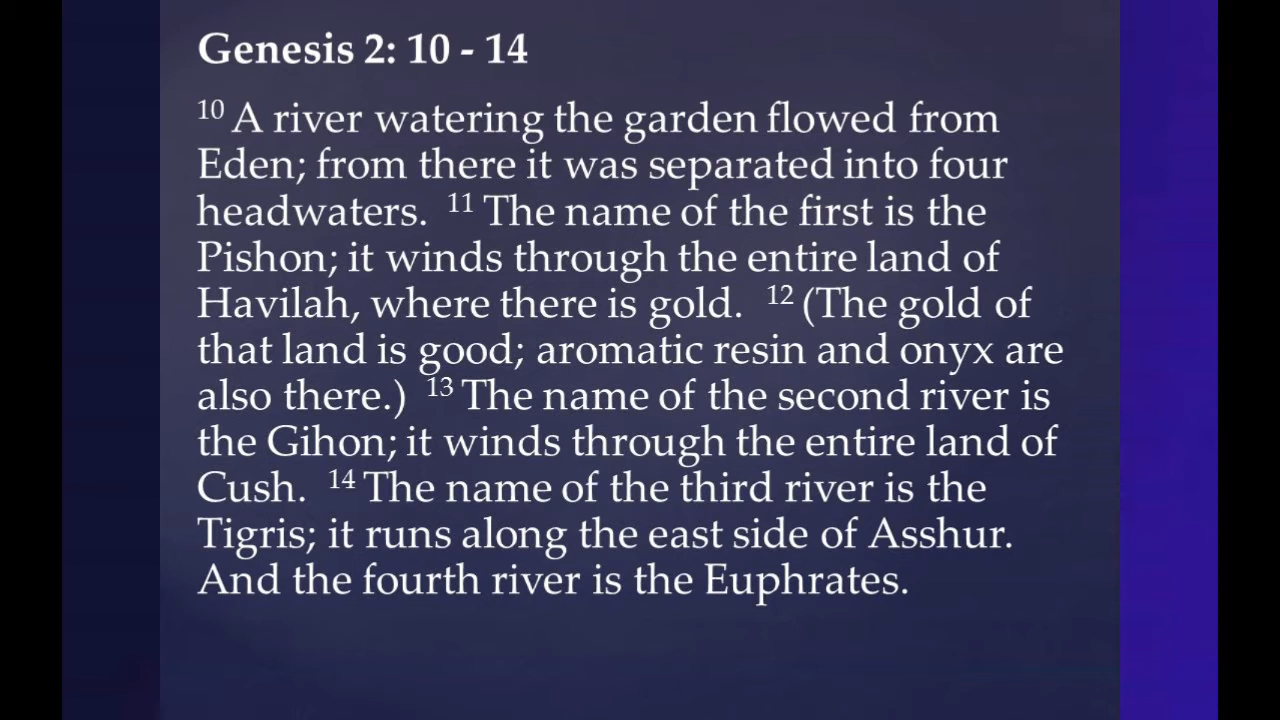 Genesis 2: 10 - 14
10 A river watering the garden flowed from
Eden; from there it was separated into four
headwaters. 11 The name of the first is the
Pishon; it winds through the entire land of
Havilah, where there is gold. 12 (The gold of
that land is good; aromatic resin and onyx are
also there.) 13 The name of the second river is
the Gihon; it winds through the entire land of
Cush. 14 The name of the third river is the
Tigris; it runs along the east side of Asshur.
And the fourth river is the Euphrates.